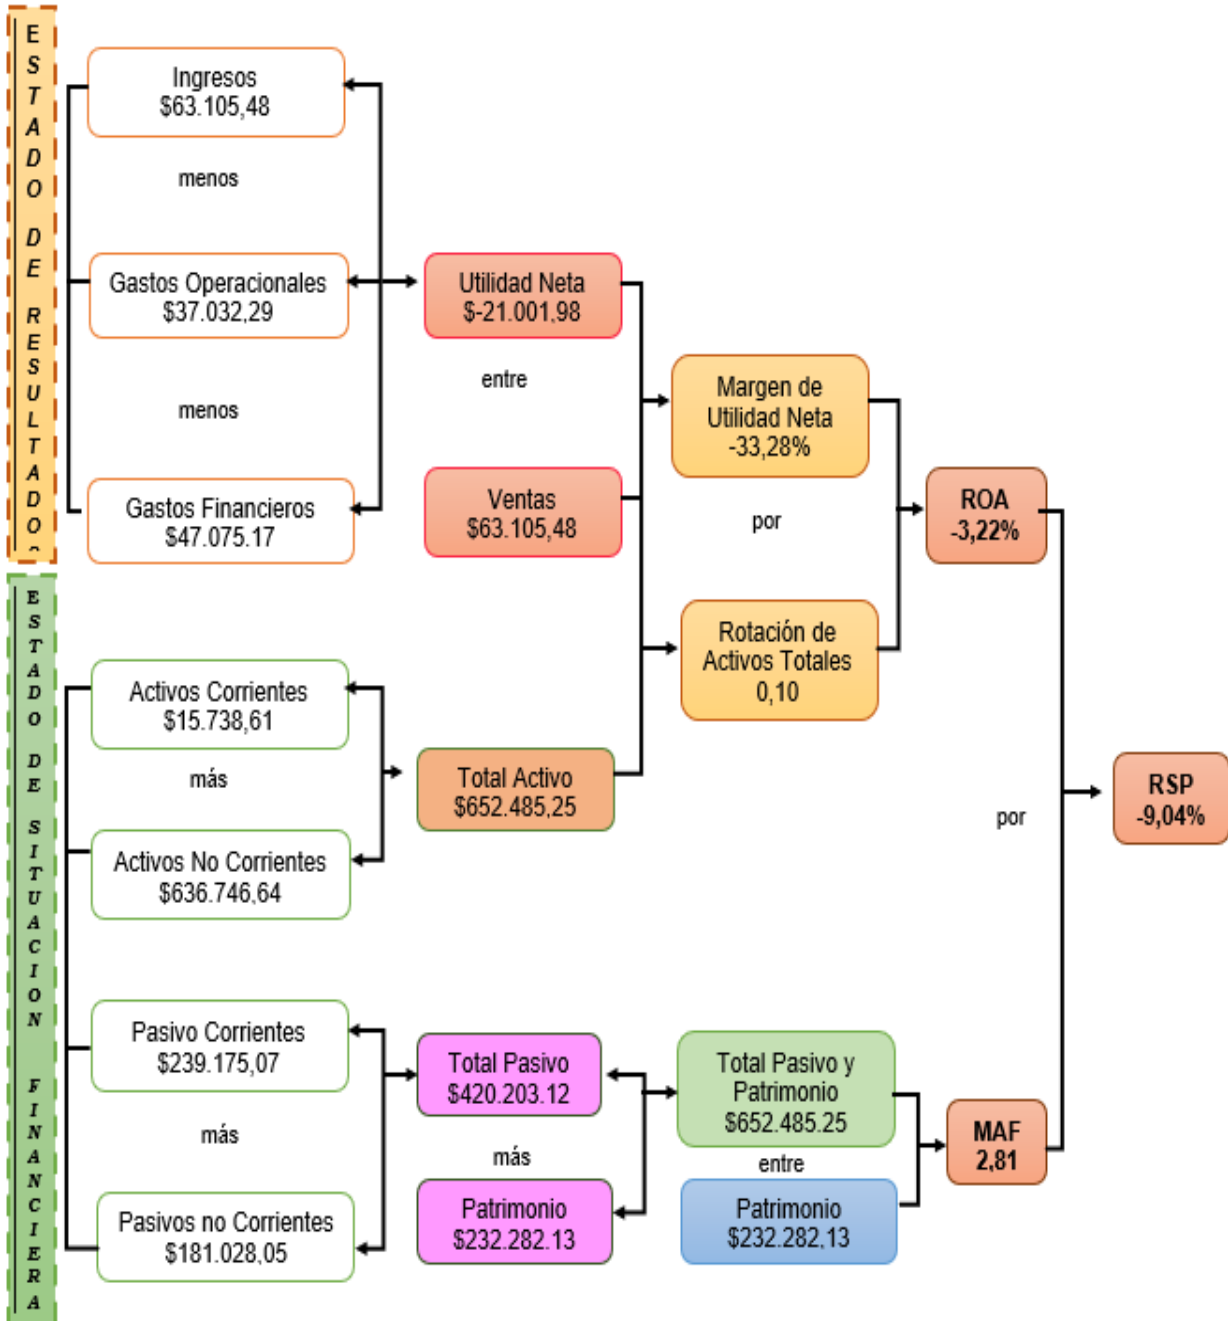 ESTADO DE RESULTADOS
Ingresos
$63.105,48
menos
Gastos Operacionales
$37.032,29
menos
Gastos Financieros
$47.075.17
Utilidad Neta
$-21.001,98
entre
Ventas
$63.105,48
Margen de
Utilidad Neta
-33,28%
por
Rotación de
Activos Totales
0,10
ROA
-3,22%
ESTADO DE SITUACION FINANCIERA
Activos Corrientes
$15.738,61
más
Activos No Corrientes
$636.746,64
Total Activo
$652.485,25
Pasivo Corrientes
$239.175,07
más
Pasivos no Corrientes
$181.028,05
Total Pasivo
$420.203.12
más
Patrimonio
$232.282.13
Total Pasivo y
Patrimonio
$652.485.25
entre
Patrimonio
$232.282,13
MAF
2,81
por
RSP
-9,04%